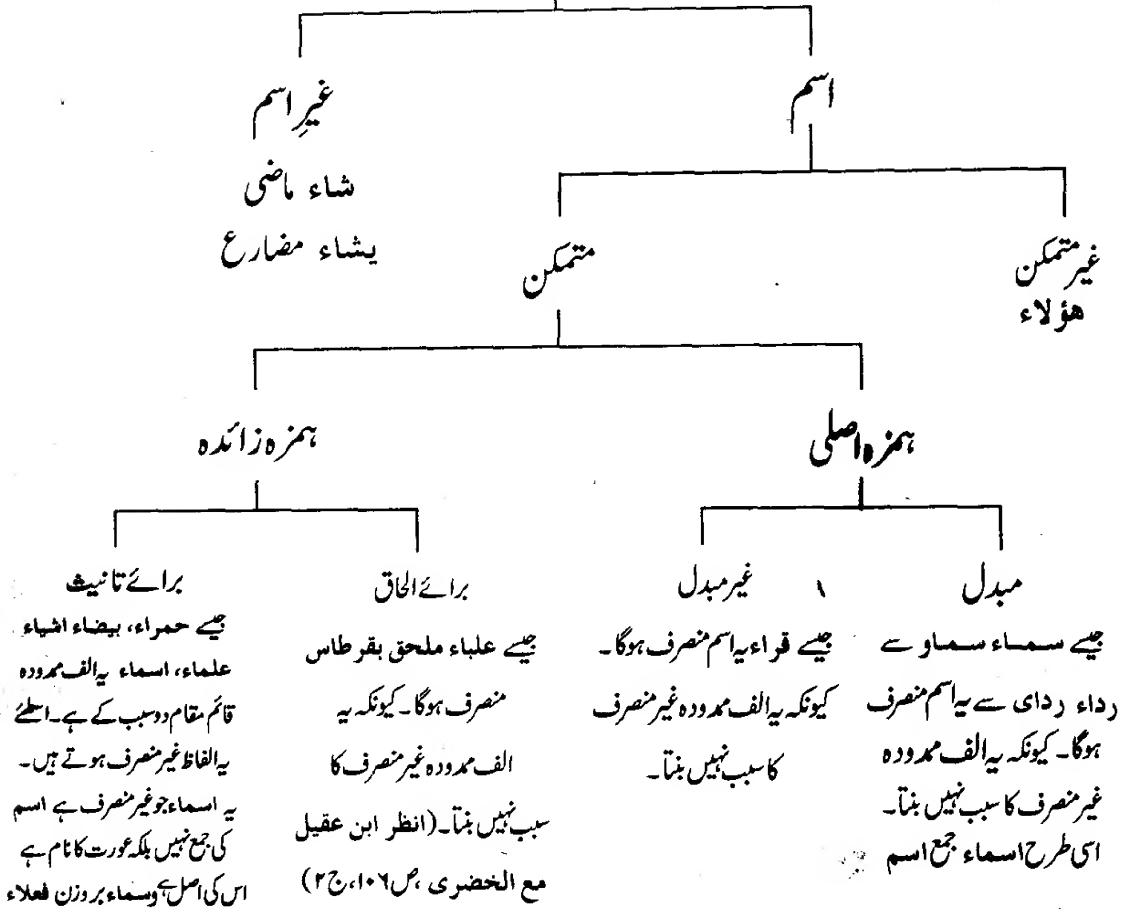 اسم
غیرِ اسم
شاء ماضی
یشاء مضارع
غیر متمکن
هؤلاء
متمکن
ہمزہ اصلی
ہمزہ زائدہ
مبدل
جیسے سماء سماو سے
رداء ردای سے یہ اسم منصرف
ہوگا۔ کیونکہ یہ الف ممدودہ
غیر منصرف کا سبب نہیں بنتا۔
اسی طرح اسماء جمع اسم
غیر مبدل
جیسے قراء یہ اسم منصرف ہوگا۔
کیونکہ یہ الف ممدودہ غیر منصرف
کا سبب نہیں بنتا۔
برائے الحاق
جیسے علباء ملحق بقرطاس
منصرف ہوگا۔ کیونکہ یہ
الف ممدودہ غیر منصرف کا
سبب نہیں بنتا۔ (انظر ابن عقیل
مع الخضری، ص۱۰۶، ج۲)
برائے تانیث
جیسے حمراء، بیضاء اشیاء
علماء، اسماء یہ الف ممدودہ
قائم مقام دو سبب کے ہے۔ اسلئے
یہ الفاظ غیر منصرف ہوتے ہیں۔
یہ اسماء جو غیر منصرف ہے اسم
کی جمع نہیں بلکہ عورت کا نام ہے
اس کی اصل ہے وسماء بروزن فعلاء